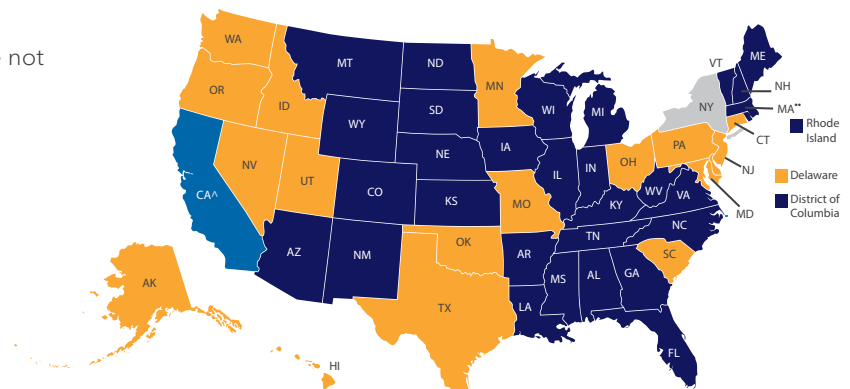 not
WA
OR
ID
MT
ND
MN
VT
ME
NH
MA**
NY
CT
Rhode
Island
NJ
MD
Delaware
District of
Columbia
WY
SD
WI
MI
NV
UT
CA^
NE
IA
IL
IN
OH
PA
CO
KS
MO
KY
WV
VA
AZ
NM
OK
AR
TN
NC
SC
TX
LA
MS
AL
GA
FL
AK
HI